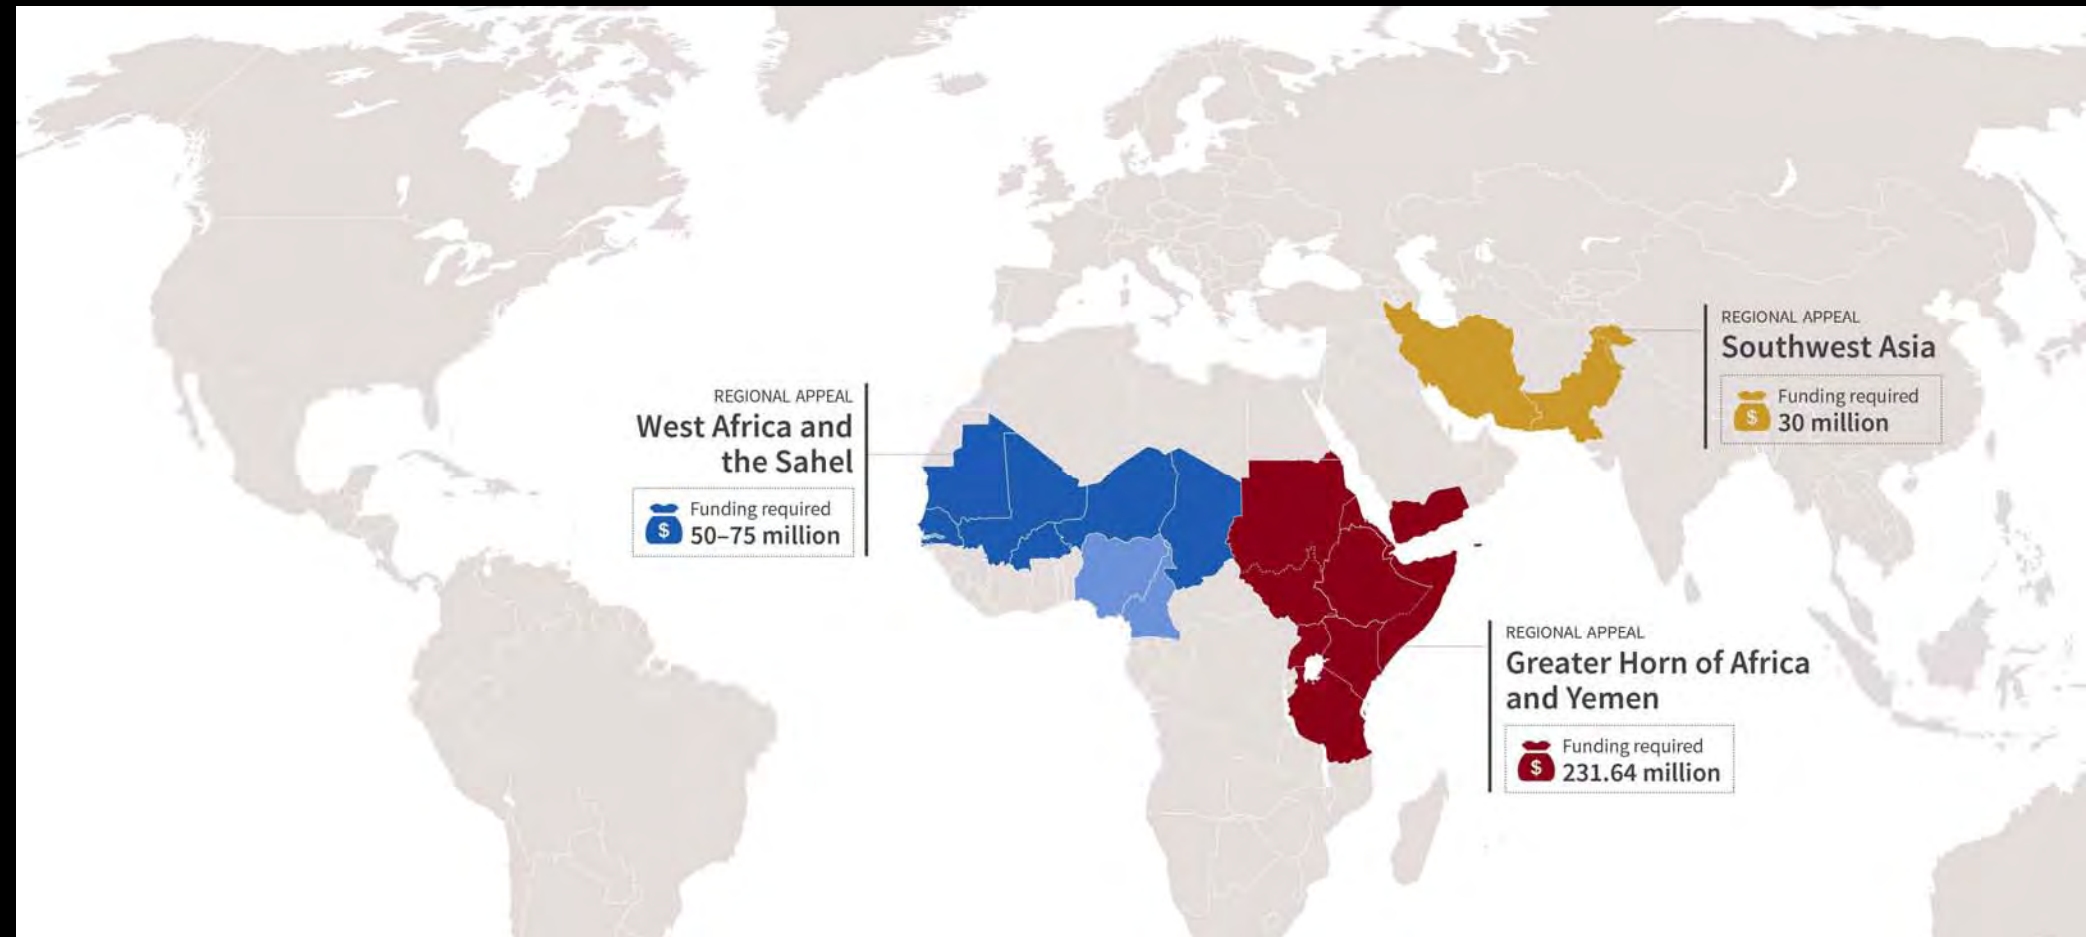 REGIONAL APPEAL
Southwest Asia
$
Funding required
30 million
REGIONAL APPEAL
West Africa and
the Sahel
$
Funding required
50–75 million
REGIONAL APPEAL
Greater Horn of Africa
and Yemen
$
Funding required
231.64 million